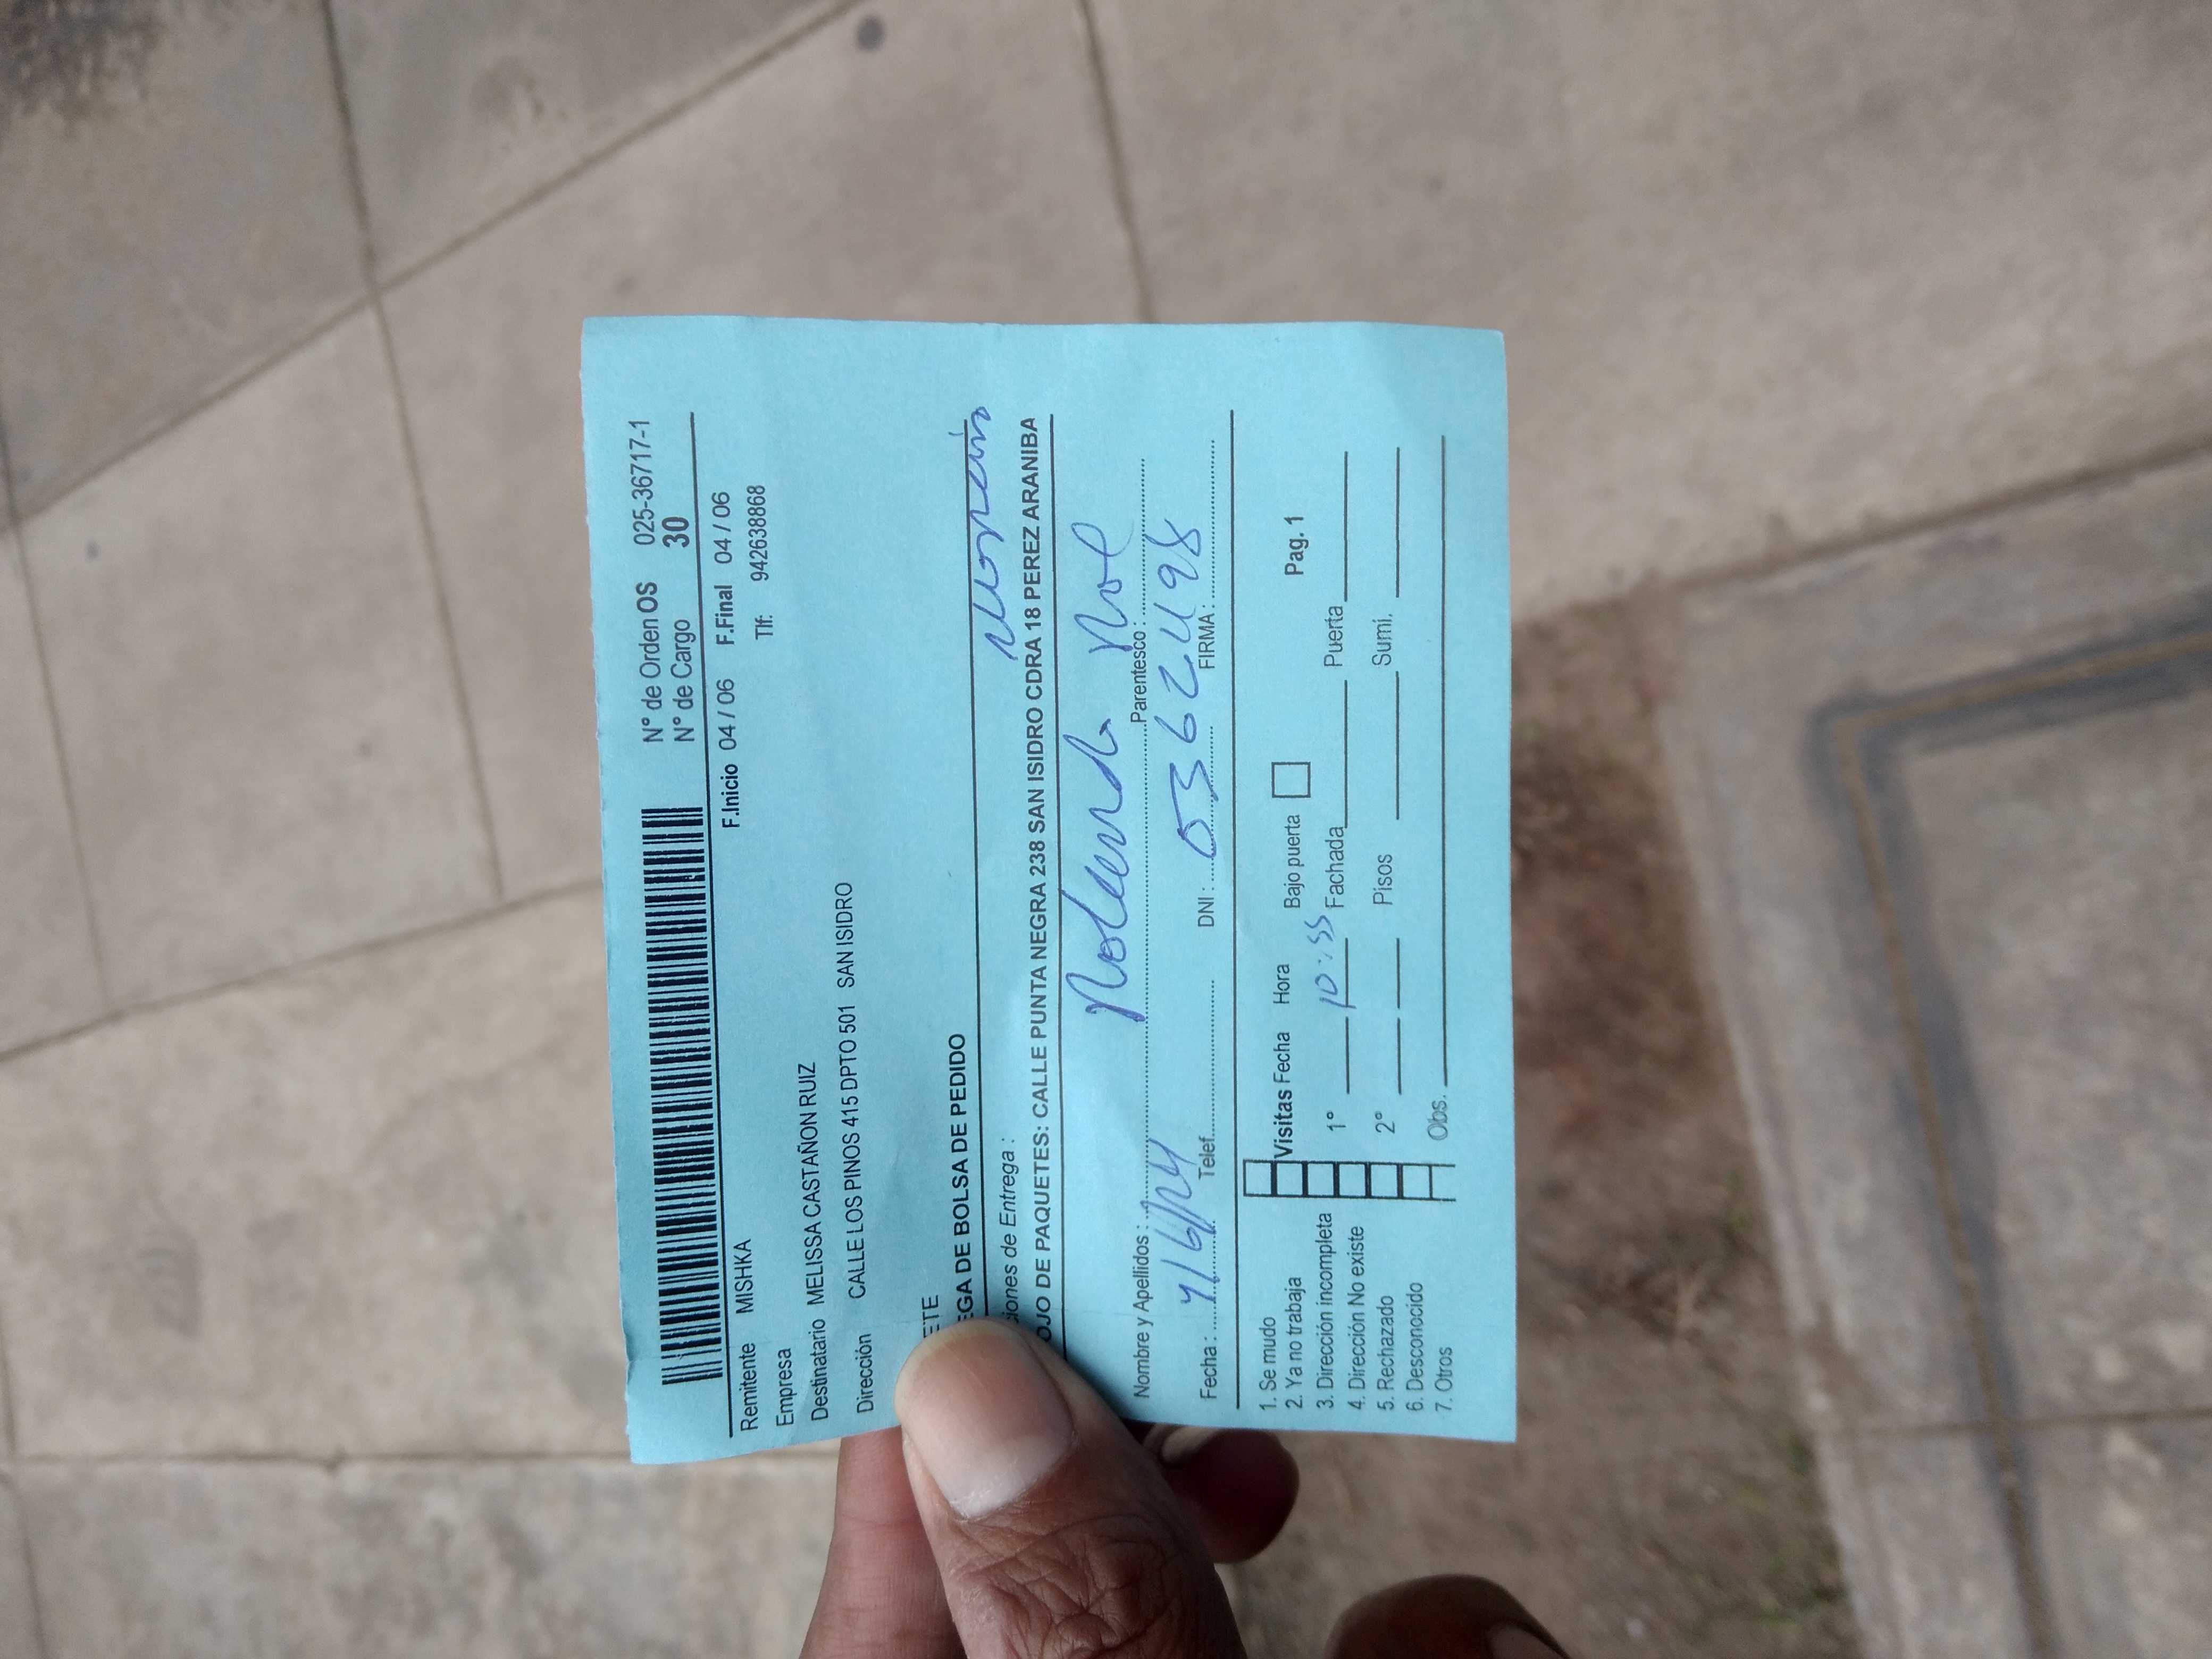 N° de Orden OS 025-36717-1
N° de Cargo 30
F.Inicio 04 / 06 F.Final 04 / 06
Remitente MISHKA
Tlf: 942638868
Empresa
Destinatario MELISSA CASTAÑON RUIZ
Dirección CALLE LOS PINOS 415 DPTO 501 SAN ISIDRO
ETE
EGA DE BOLSA DE PEDIDO
iones de Entrega :
OJO DE PAQUETES: CALLE PUNTA NEGRA 238 SAN ISIDRO CDRA 18 PEREZ ARANIBA
Nombre y Apellidos : Parentesco :
Fecha : 4/6/24 Telef. DNI : 05362498 FIRMA :
1. Se mudo
2. Ya no trabaja
3. Dirección incompleta
4. Dirección No existe
5. Rechazado
6. Desconocido
7. Otros
Visitas Fecha Hora Bajo puerta Pag. 1
1° 10:55 Fachada Puerta
2° Pisos Sumi.
Obs.